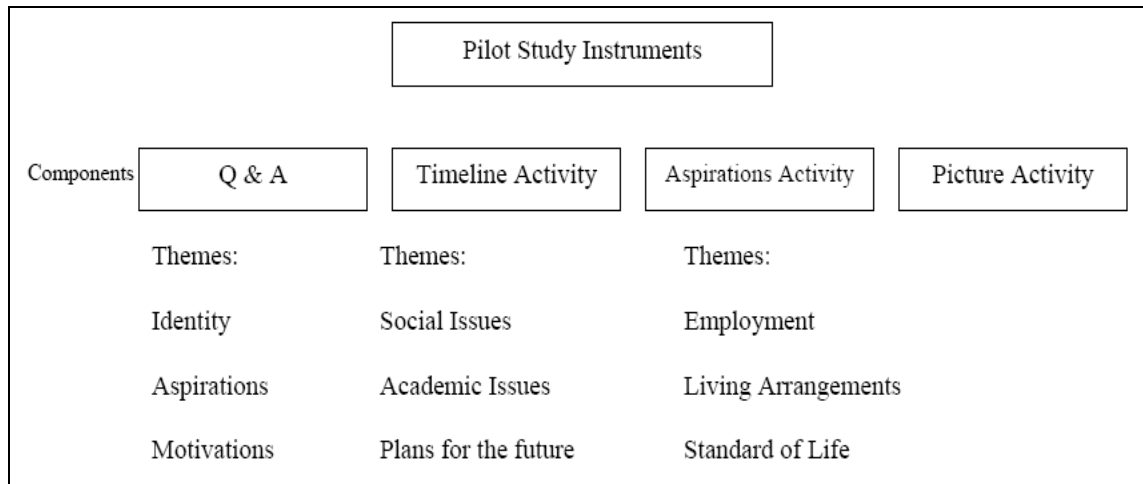 Pilot Study Instruments
Components
Q & A
Timeline Activity
Aspirations Activity
Picture Activity
Themes:
Identity
Aspirations
Motivations
Themes:
Social Issues
Academic Issues
Plans for the future
Themes:
Employment
Living Arrangements
Standard of Life